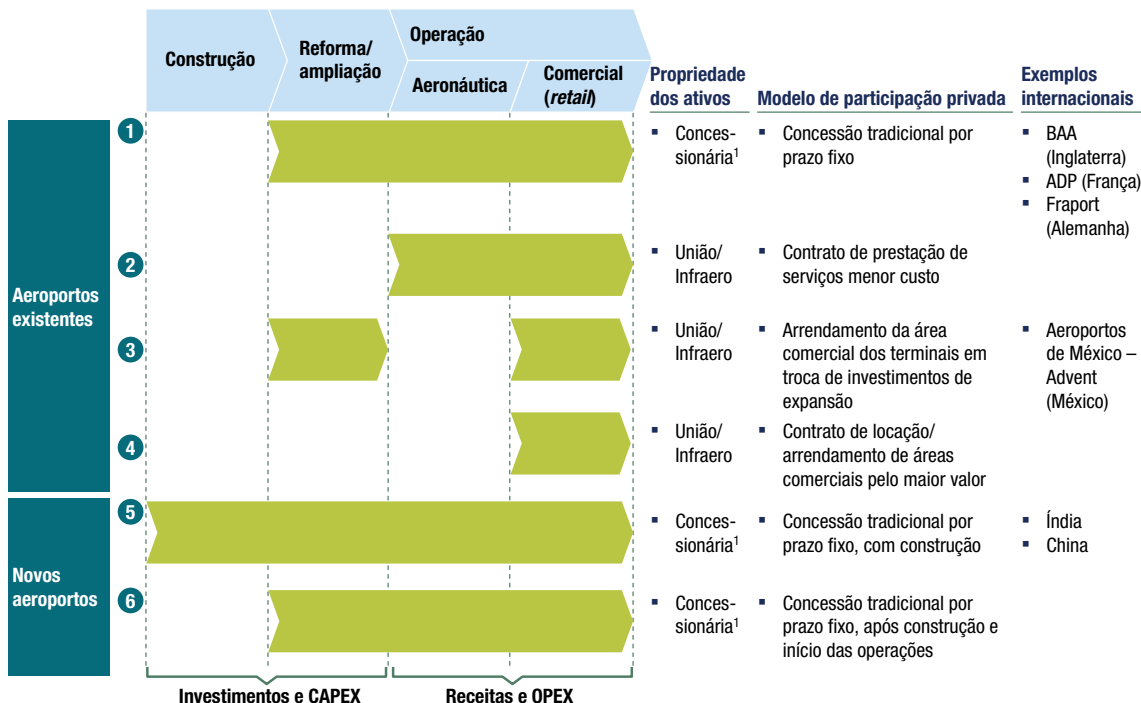 Construção
Reforma/
ampliação
Operação
Aeronáutica
Comercial
(retail)
Propriedade
dos ativos
Modelo de participação privada
Exemplos
internacionais
Aeroportos
existentes
1
▪ Conces-
sionária1
▪ Concessão tradicional por
prazo fixo
▪ BAA
(Inglaterra)
▪ ADP (França)
▪ Fraport
(Alemanha)
2
▪ União/
Infraero
▪ Contrato de prestação de
serviços menor custo
3
▪ União/
Infraero
▪ Arrendamento da área
comercial dos terminais em
troca de investimentos de
expansão
▪ Aeroportos
de México –
Advent
(México)
4
▪ União/
Infraero
▪ Contrato de locação/
arrendamento de áreas
comerciais pelo maior valor
Novos
aeroportos
5
▪ Conces-
sionária1
▪ Concessão tradicional por
prazo fixo, com construção
▪ Índia
▪ China
6
▪ Conces-
sionária1
▪ Concessão tradicional por
prazo fixo, após construção e
início das operações
Investimentos e CAPEX
Receitas e OPEX